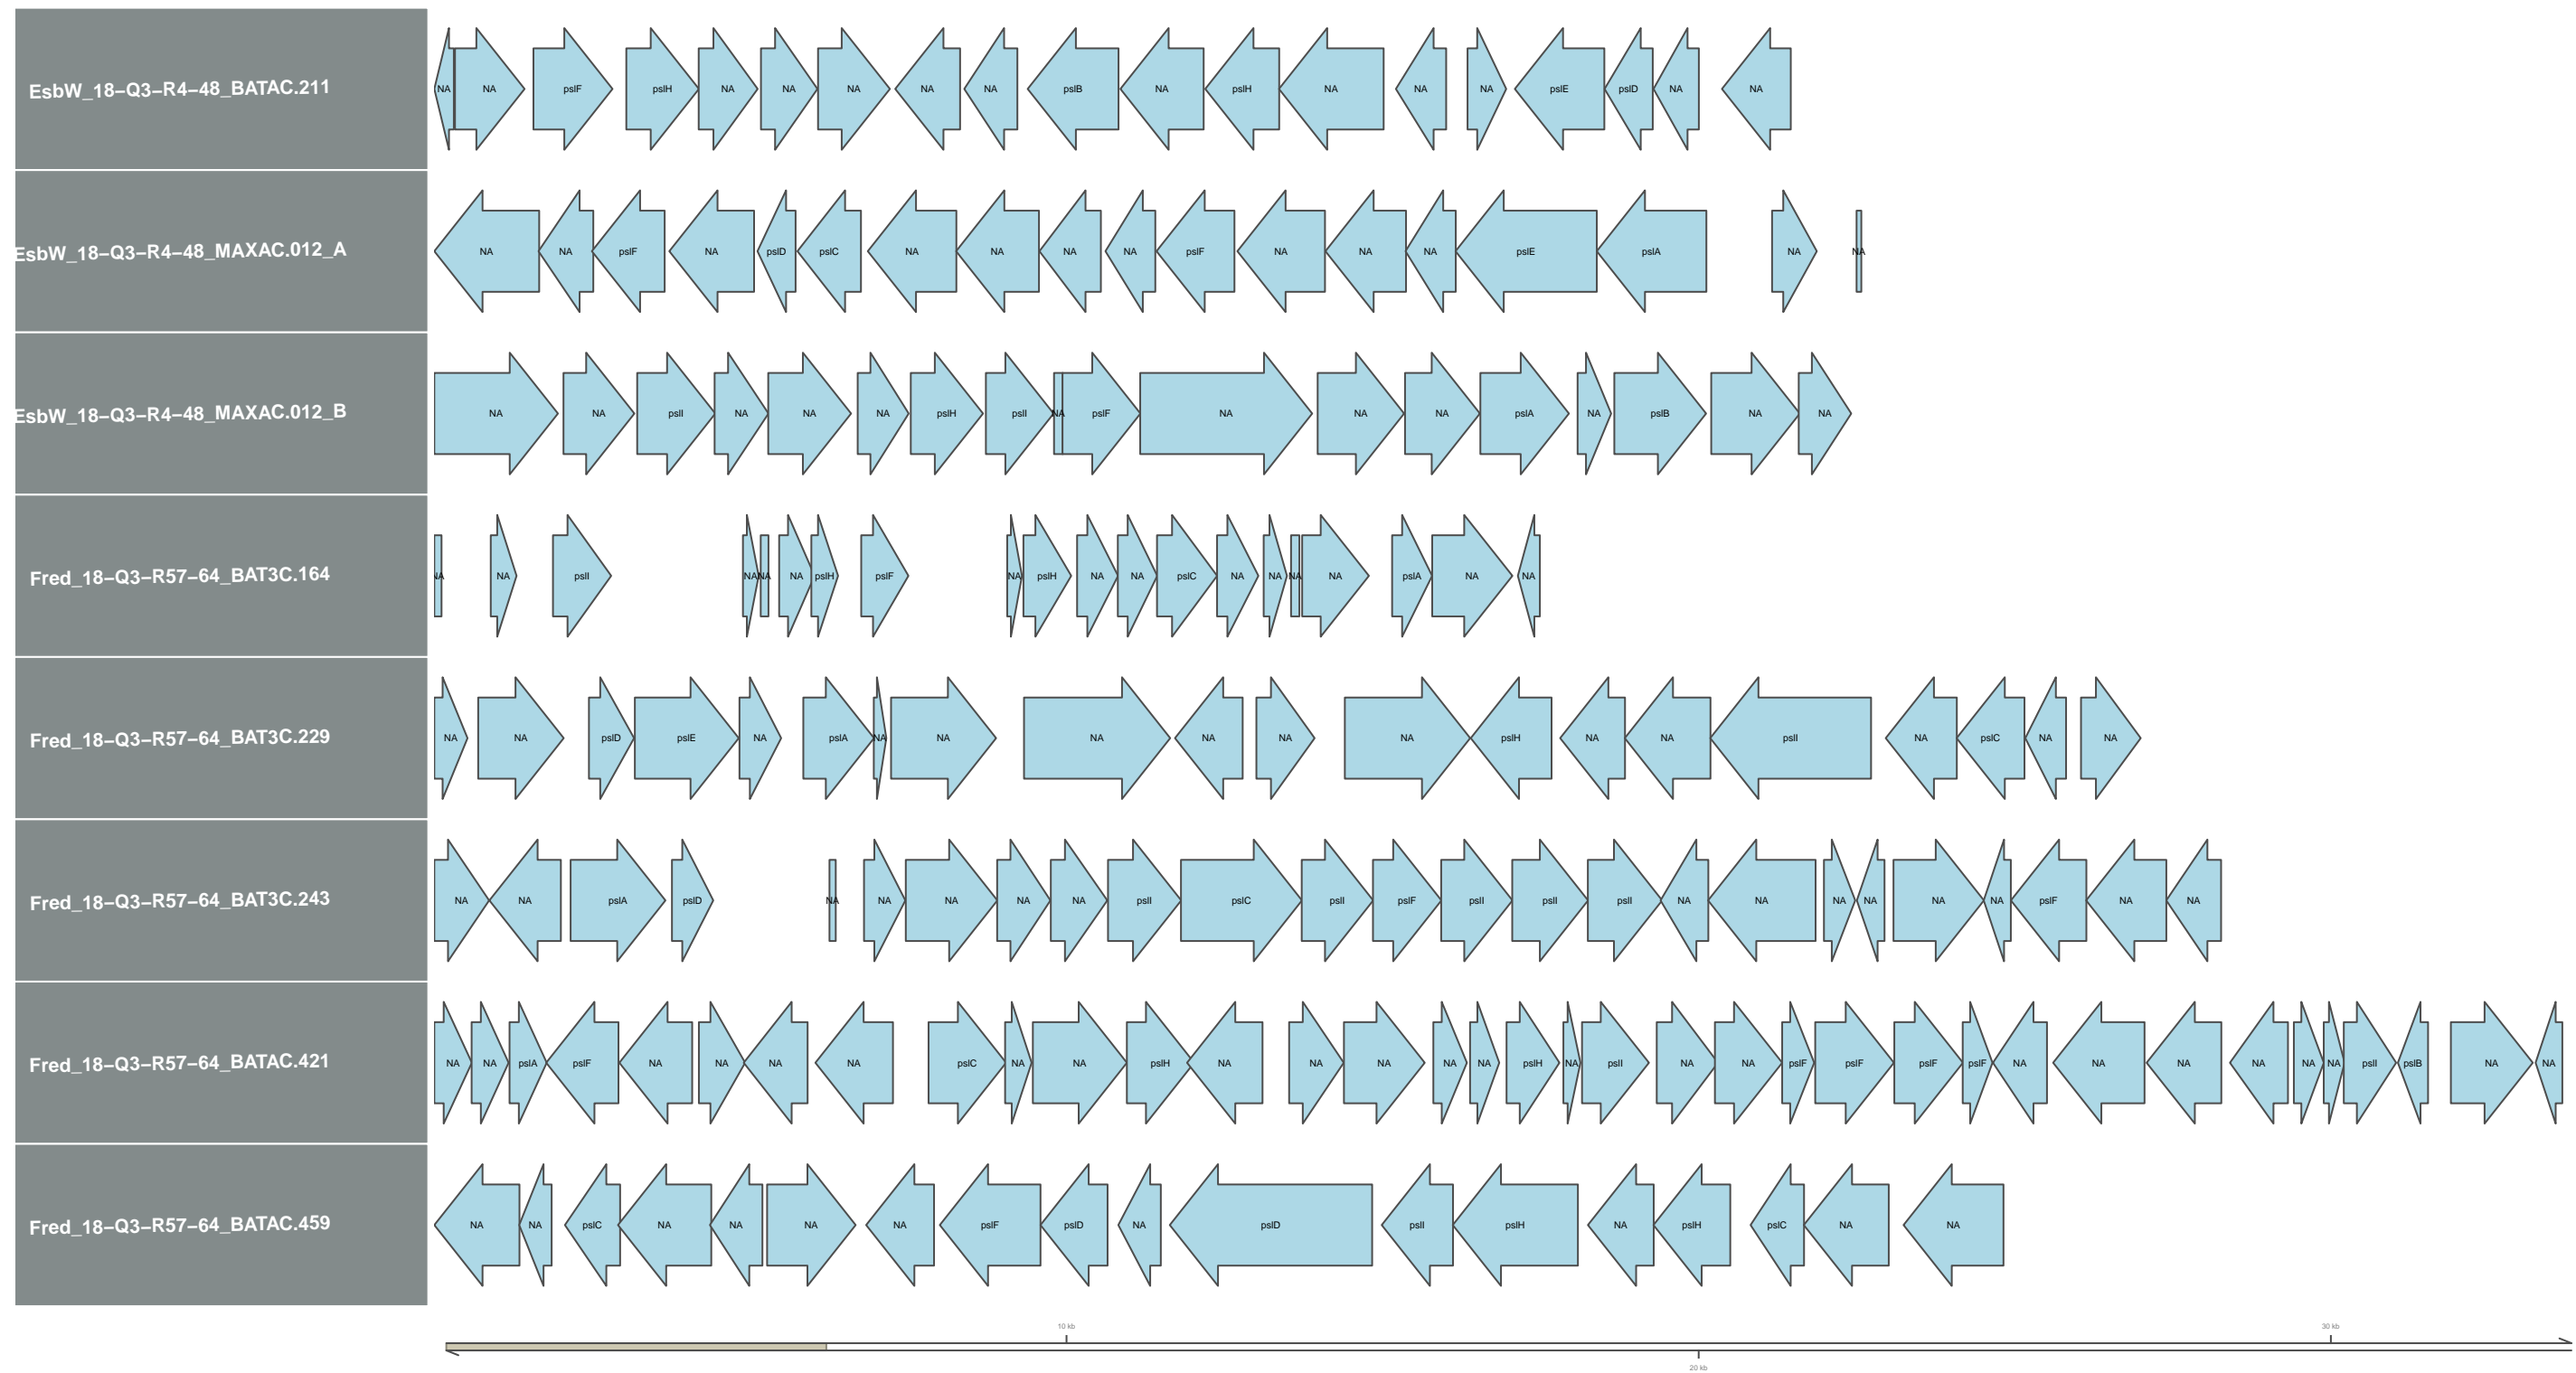 EsbW_18–Q3–R4–48_BATAC.211
NA NA pslF pslH NA NA NA NA NA pslB NA pslH NA NA NA pslE pslD NA NA
EsbW_18–Q3–R4–48_MAXAC.012_A
NA NA pslF NA pslD pslC NA NA NA NA pslF NA NA NA pslE pslA NA NA
EsbW_18–Q3–R4–48_MAXAC.012_B
NA NA pslI NA NA NA pslH pslI NA pslF NA NA NA pslA NA pslB NA NA
Fred_18–Q3–R57–64_BAT3C.164
NA NA pslI NA NA NA pslH pslF NA pslH NA NA pslC NA NA NA NA pslA NA NA
Fred_18–Q3–R57–64_BAT3C.229
NA NA pslD pslE NA pslA NA NA NA NA NA NA pslH NA NA pslI NA pslC NA NA
Fred_18–Q3–R57–64_BAT3C.243
NA NA pslA pslD NA NA NA NA NA pslI pslC pslI pslF pslI pslI pslI NA NA NA NA NA NA pslF NA NA
Fred_18–Q3–R57–64_BATAC.421
NA NA pslA pslF NA NA NA NA pslC NA NA pslH NA NA NA NA NA pslH NA pslI NA NA pslF pslF pslF pslF NA NA NA NA NA NA pslI pslB NA NA
Fred_18–Q3–R57–64_BATAC.459
NA NA pslC NA NA NA NA pslF pslD NA pslD pslI pslH NA pslH pslC NA NA
10 kb 30 kb
20 kb